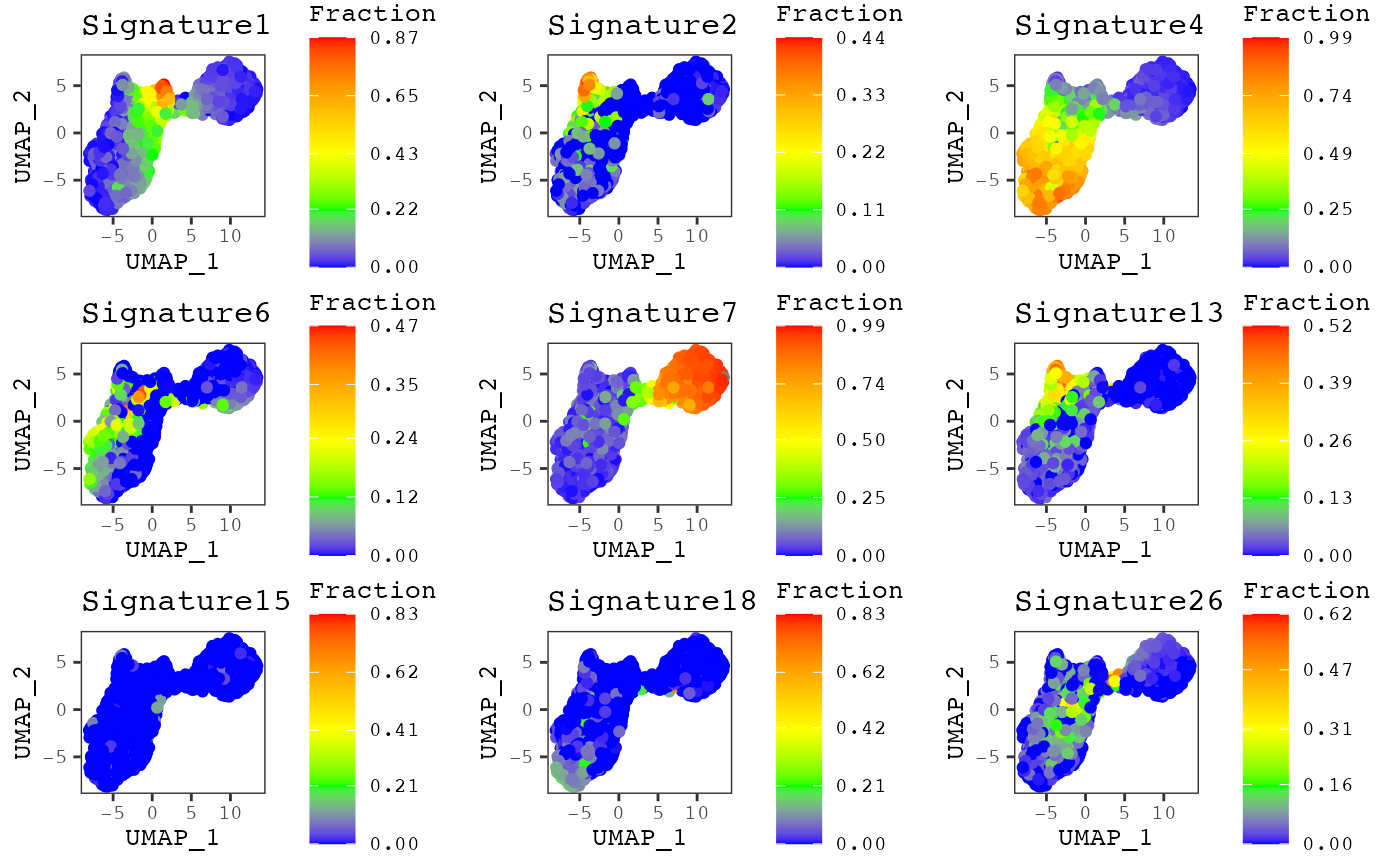 Signature1
Fraction
0.87
0.65
0.43
0.22
0.00
UMAP_2
5
0
−5
−5 0 5 10
UMAP_1
Signature2
Fraction
0.44
0.33
0.22
0.11
0.00
UMAP_2
5
0
−5
−5 0 5 10
UMAP_1
Signature4
Fraction
0.99
0.74
0.49
0.25
0.00
UMAP_2
5
0
−5
−5 0 5 10
UMAP_1
Signature6
Fraction
0.47
0.35
0.24
0.12
0.00
UMAP_2
5
0
−5
−5 0 5 10
UMAP_1
Signature7
Fraction
0.99
0.74
0.50
0.25
0.00
UMAP_2
5
0
−5
−5 0 5 10
UMAP_1
Signature13
Fraction
0.52
0.39
0.26
0.13
0.00
UMAP_2
5
0
−5
−5 0 5 10
UMAP_1
Signature15
Fraction
0.83
0.62
0.41
0.21
0.00
UMAP_2
5
0
−5
−5 0 5 10
UMAP_1
Signature18
Fraction
0.83
0.62
0.42
0.21
0.00
UMAP_2
5
0
−5
−5 0 5 10
UMAP_1
Signature26
Fraction
0.62
0.47
0.31
0.16
0.00
UMAP_2
5
0
−5
−5 0 5 10
UMAP_1